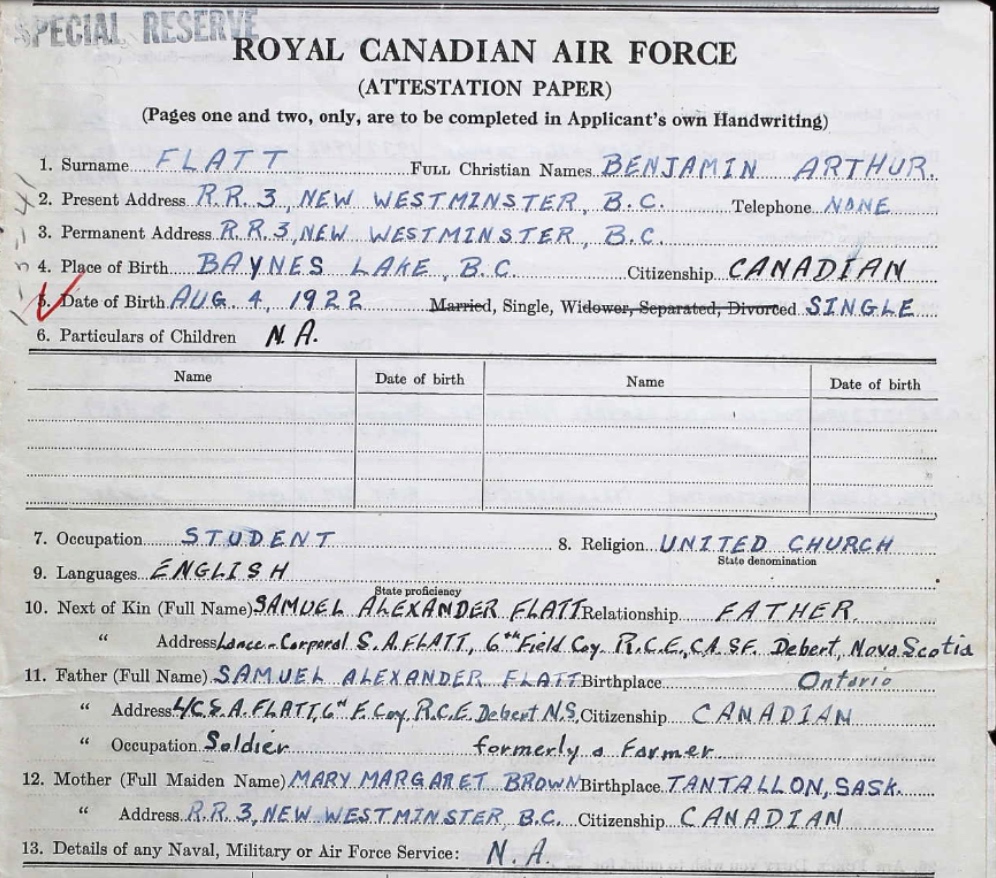 SPECIAL RESERVE
ROYAL CANADIAN AIR FORCE
(ATTESTATION PAPER)
(Pages one and two, only, are to be completed in Applicant's own Handwriting)
1. Surname FLATT FULL Christian Names BENJAMIN ARTHUR.
2. Present Address R.R. 3, NEW WESTMINSTER, B.C. Telephone NONE
3. Permanent Address R.R.3, NEW WESTMINSTER, B.C.
4. Place of Birth BAYNES LAKE, B.C. Citizenship CANADIAN
5. Date of Birth AUG. 4, 1922 Married, Single, Widower, Separated, Divorced SINGLE
6. Particulars of Children N.A.
Name Date of birth Name Date of birth
7. Occupation STUDENT 8. Religion UNITED CHURCH
State denomination
9. Languages ENGLISH
State proficiency
10. Next of Kin (Full Name) SAMUEL ALEXANDER FLATT Relationship FATHER
" Address Lance-Corporal S.A.FLATT, 6th Field Coy. R.C.E., C.A.S.F. Debert, Nova Scotia
11. Father (Full Name) SAMUEL ALEXANDER FLATT Birthplace Ontario
" Address L/C S.A. FLATT, 6th F. Coy. R.C.E. Debert N.S. Citizenship CANADIAN
" Occupation Soldier formerly a Farmer
12. Mother (Full Maiden Name) MARY MARGARET BROWN Birthplace TANTALLON, SASK.
" Address R.R. 3, NEW WESTMINSTER, B.C. Citizenship CANADIAN
13. Details of any Naval, Military or Air Force Service: N.A.